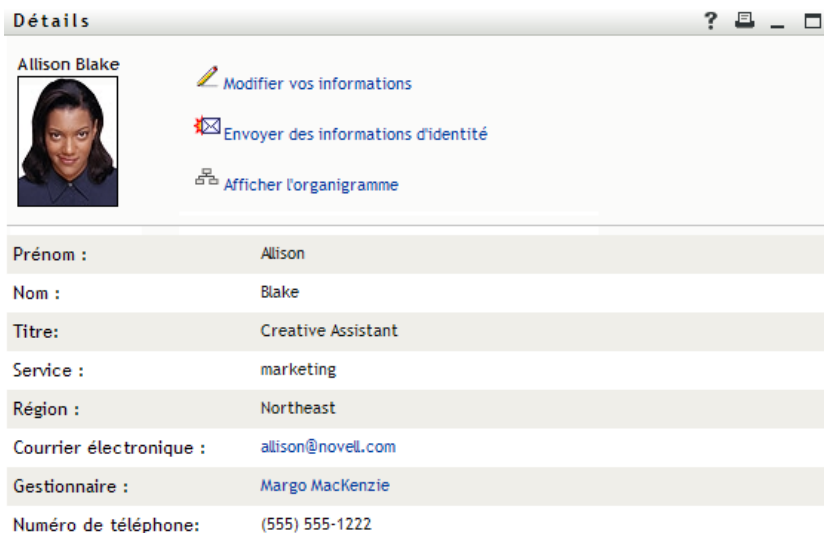 Détails ?
Allison Blake
Modifier vos informations
Envoyer des informations d'identité
Afficher l'organigramme
Prénom : Allison
Nom : Blake
Titre: Creative Assistant
Service : marketing
Région : Northeast
Courrier électronique : allison@novell.com
Gestionnaire : Margo MacKenzie
Numéro de téléphone: (555) 555-1222